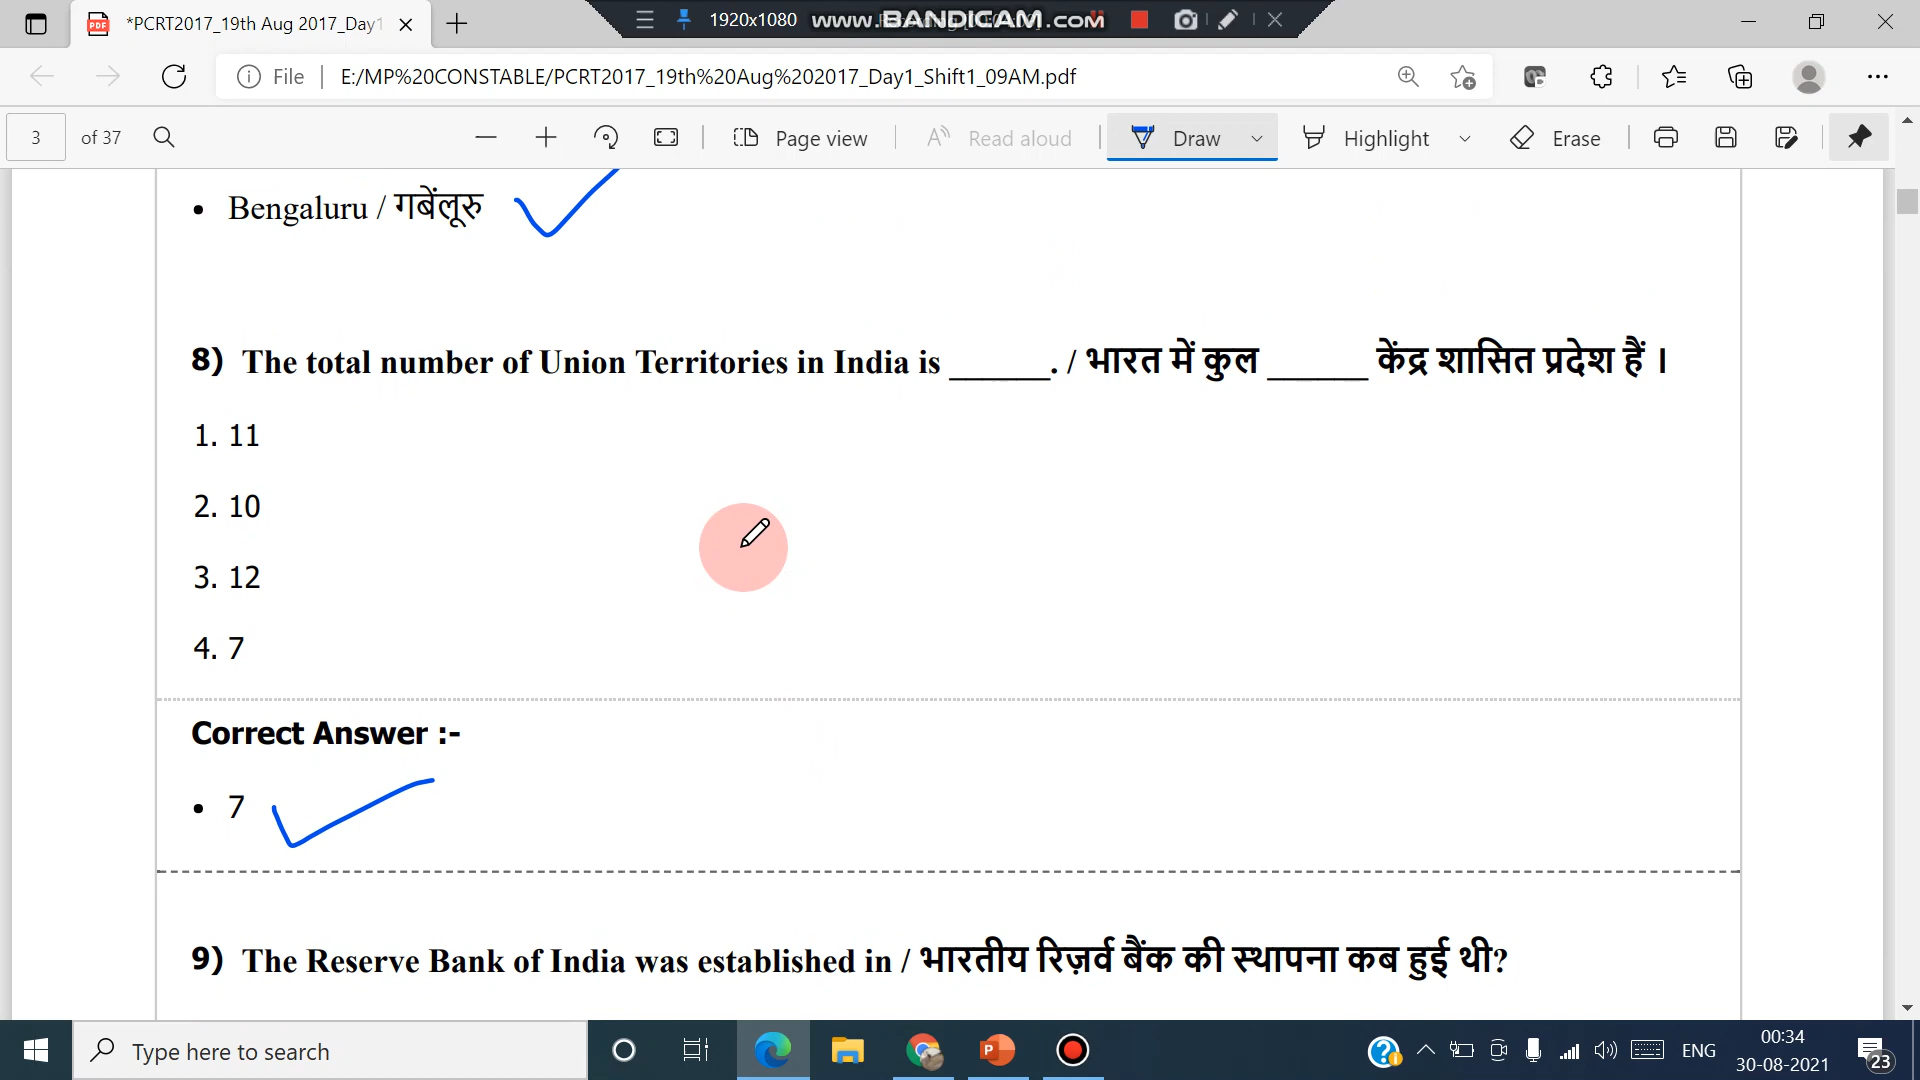 *PCRT2017_19th Aug 2017_Day1
1920x1080
www.BANDICAM.com
File
E:/MP%20CONSTABLE/PCRT2017_19th%20Aug%202017_Day1_Shift1_09AM.pdf
3 of 37
Page view
Read aloud
Draw
Highlight
Erase
• Bengaluru / गबेंलूरु
8) The total number of Union Territories in India is ______. / भारत में कुल ______ केंद्र शासित प्रदेश हैं ।
1. 11
2. 10
3. 12
4. 7
Correct Answer :-
• 7
9) The Reserve Bank of India was established in / भारतीय रिज़र्व बैंक की स्थापना कब हुई थी?
Type here to search
ENG
00:34
30-08-2021
23